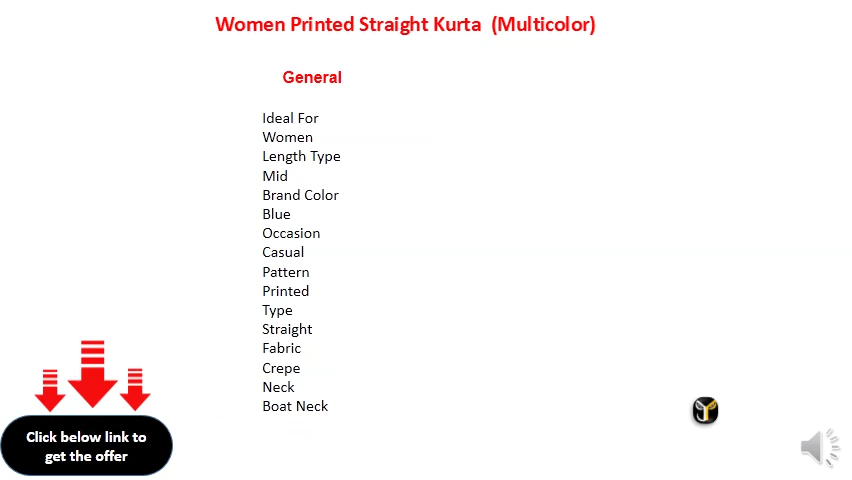 Women Printed Straight Kurta  (Multicolor)
General
Ideal For
Women
Length Type
Mid
Brand Color
Blue
Occasion
Casual
Pattern
Printed
Type
Straight
Fabric
Crepe
Neck
Boat Neck
Click below link to
get the offer